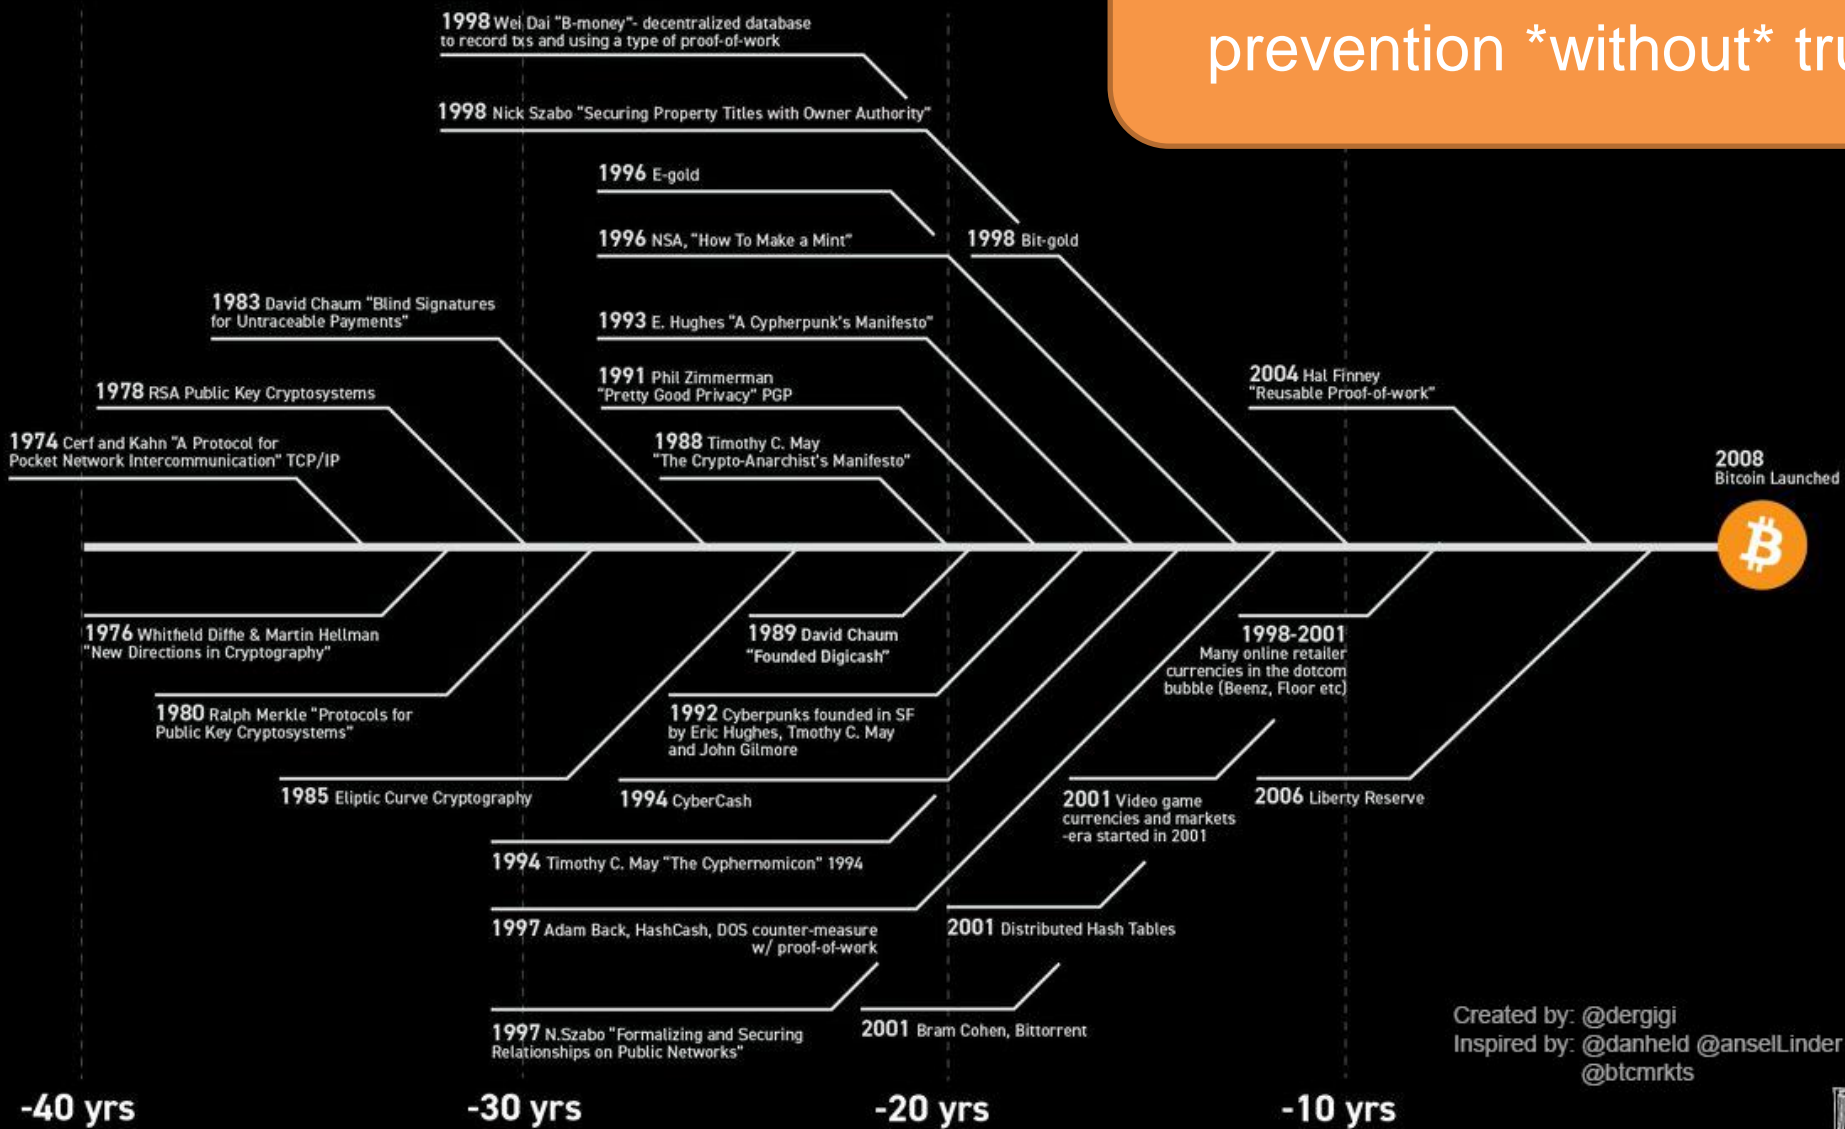 prevention *without*
1998 Wei Dai "B-money"- decentralized database
to record txs and using a type of proof-of-work
1998 Nick Szabo "Securing Property Titles with Owner Authority"
1996 E-gold
1996 NSA, "How To Make a Mint"
1998 Bit-gold
1983 David Chaum "Blind Signatures
for Untraceable Payments"
1993 E. Hughes "A Cypherpunk's Manifesto"
1991 Phil Zimmerman
"Pretty Good Privacy" PGP
2004 Hal Finney
"Reusable Proof-of-work"
1978 RSA Public Key Cryptosystems
1974 Cerf and Kahn "A Protocol for
Pocket Network Intercommunication" TCP/IP
1988 Timothy C. May
"The Crypto-Anarchist's Manifesto"
2008
Bitcoin Launched
1976 Whitfield Diffie & Martin Hellman
"New Directions in Cryptography"
1989 David Chaum
"Founded Digicash"
1998-2001
Many online retailer
currencies in the dotcom
bubble (Beenz, Floor etc)
1980 Ralph Merkle "Protocols for
Public Key Cryptosystems"
1992 Cyberpunks founded in SF
by Eric Hughes, Tmothy C. May
and John Gilmore
1985 Eliptic Curve Cryptography
1994 CyberCash
2001 Video game
currencies and markets
-era started in 2001
2006 Liberty Reserve
1994 Timothy C. May "The Cyphernomicon" 1994
1997 Adam Back, HashCash, DOS counter-measure
w/ proof-of-work
2001 Distributed Hash Tables
1997 N.Szabo "Formalizing and Securing
Relationships on Public Networks"
2001 Bram Cohen, Bittorrent
Created by: @dergigi
Inspired by: @danheld @anselLinder
@btcmrkts
-40 yrs
-30 yrs
-20 yrs
-10 yrs